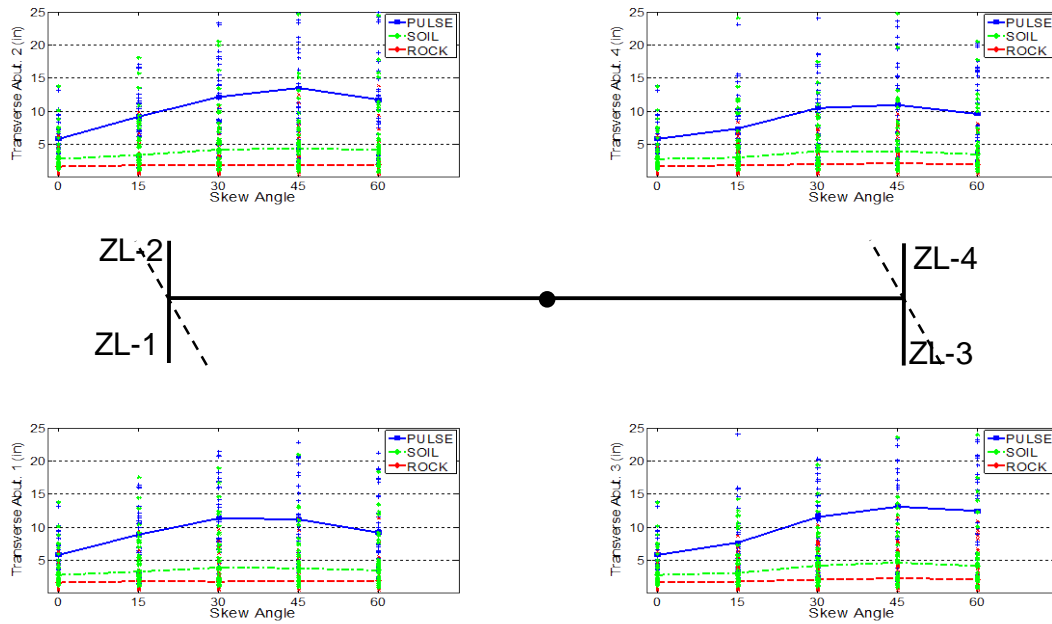 Transverse Abut. 2 (in)
25
20
15
10
5
0 15 30 45 60
Skew Angle
PULSE
SOIL
ROCK
Transverse Abut. 4 (in)
25
20
15
10
5
0 15 30 45 60
Skew Angle
PULSE
SOIL
ROCK
ZL-2
ZL-1
ZL-4
ZL-3
Transverse Abut. 1 (in)
25
20
15
10
5
0 15 30 45 60
Skew Angle
PULSE
SOIL
ROCK
Transverse Abut. 3 (in)
25
20
15
10
5
0 15 30 45 60
Skew Angle
PULSE
SOIL
ROCK